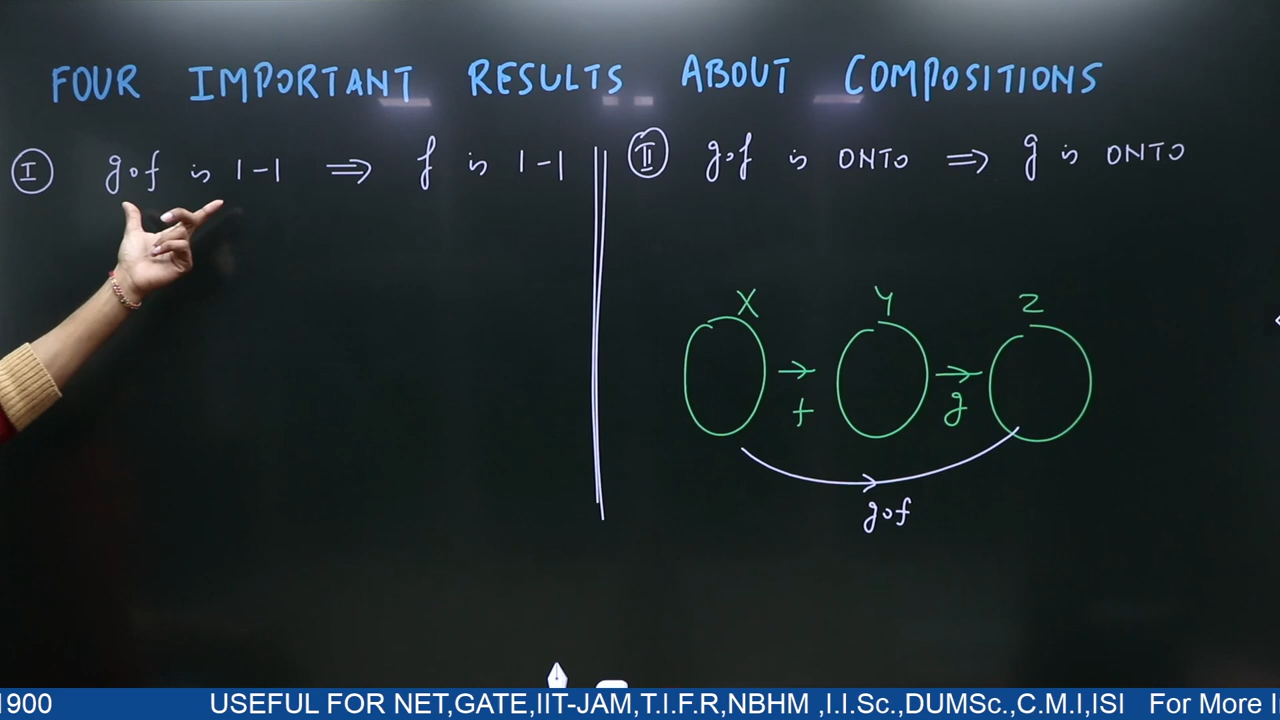 FOUR IMPORTANT RESULTS ABOUT COMPOSITIONS
I gof is 1-1 ⇒ f is 1-1
II gof is ONTO ⇒ g is ONTO
X Y Z
f g
gof
1900 USEFUL FOR NET,GATE,IIT-JAM,T.I.F.R,NBHM ,I.I.Sc.,DUMSc.,C.M.I,ISI For More I